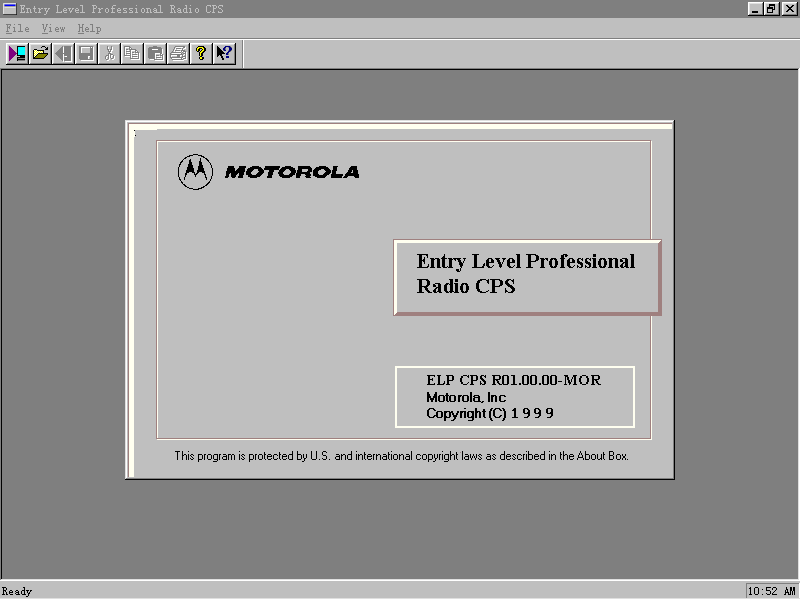 Entry Level Professional Radio CPS
File View Help
MOTOROLA
Entry Level Professional
Radio CPS
ELP CPS R01.00.00-MOR
Motorola, Inc
Copyright (C) 1 9 9 9
This program is protected by U.S. and international copyright laws as described in the About Box.
Ready
10:52 AM